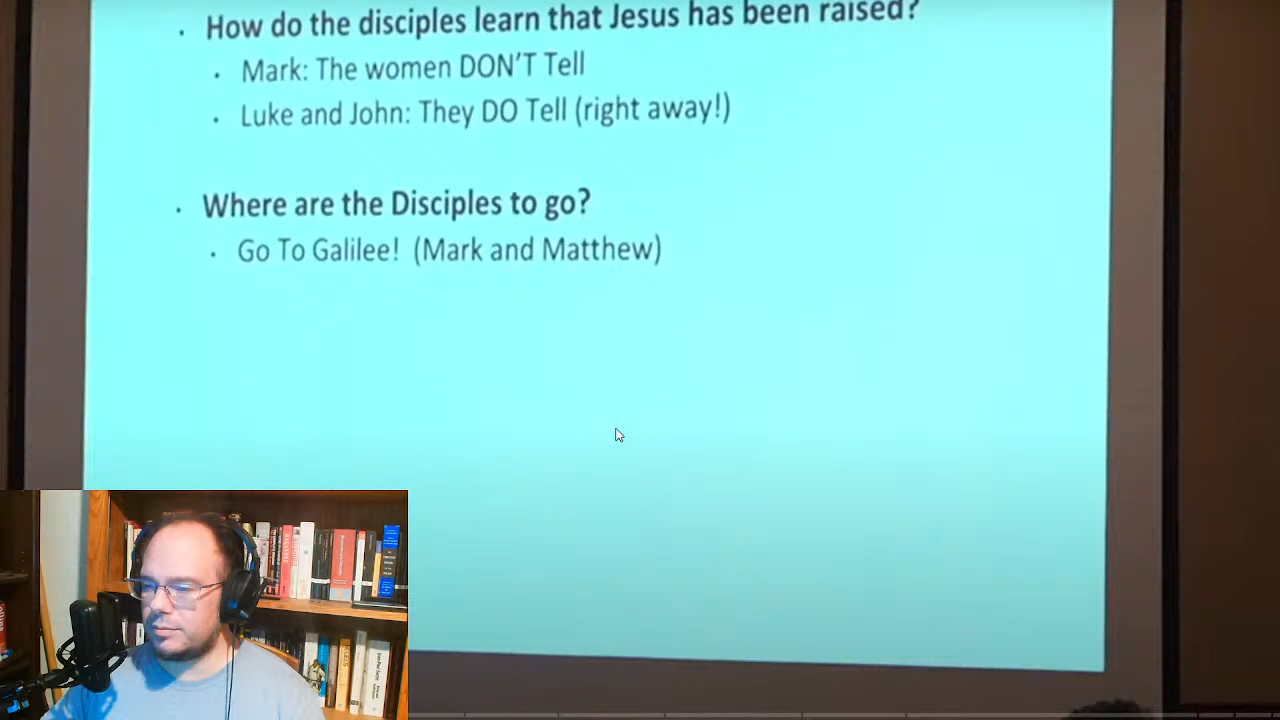 How do the disciples learn that Jesus has been raised?
Mark: The women DON'T Tell
Luke and John: They DO Tell (right away!)
Where are the Disciples to go?
Go To Galilee! (Mark and Matthew)